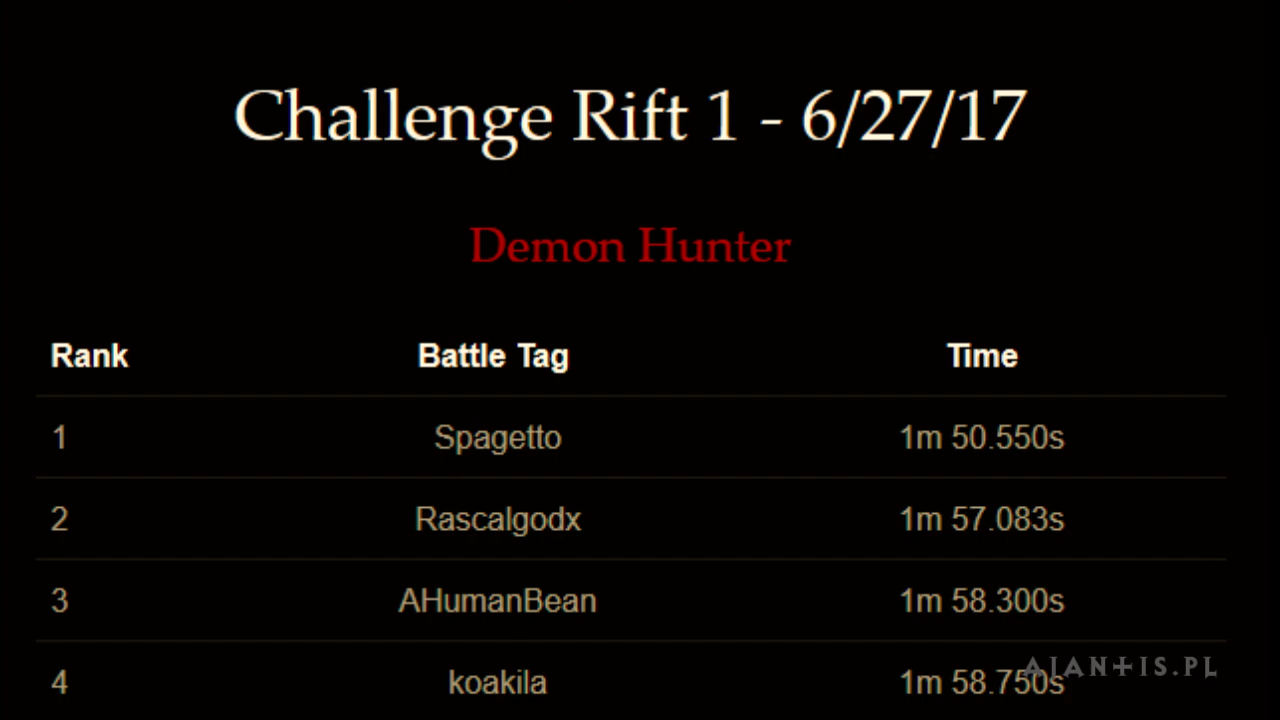 Challenge Rift 1 - 6/27/17
Demon Hunter
Rank Battle Tag Time
1 Spagetto 1m 50.550s
2 Rascalgodx 1m 57.083s
3 AHumanBean 1m 58.300s
4 koakila 1m 58.750s
AIANTIS.PL